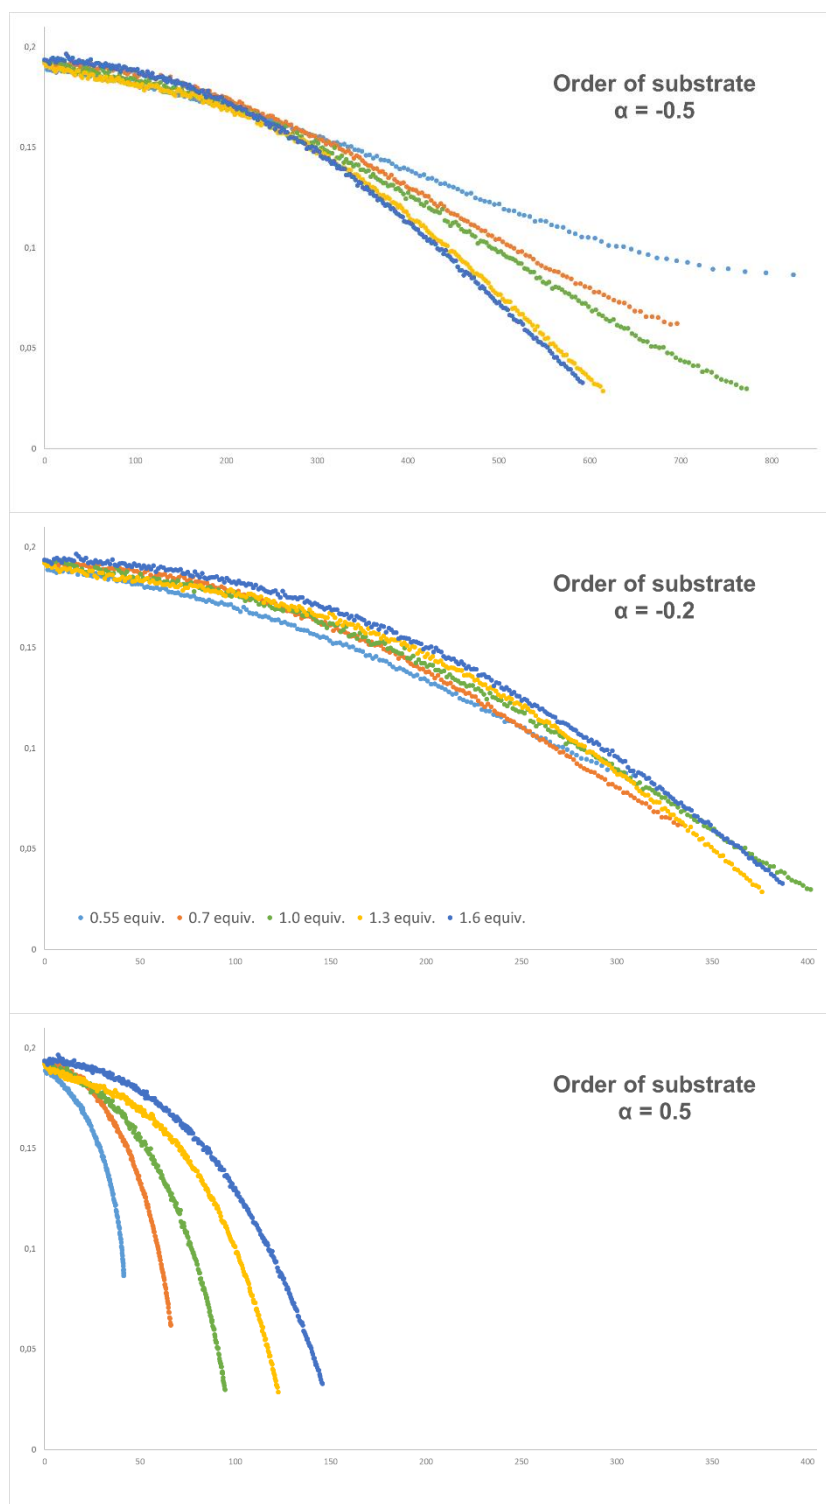 0,2
Order of substrate
α = -0.5
0,15
0,1
0,05
0
0 100 200 300 400 500 600 700 800
0,2
Order of substrate
α = -0.2
0,15
0,1
0,05
0.55 equiv. 0.7 equiv. 1.0 equiv. 1.3 equiv. 1.6 equiv.
0
0 50 100 150 200 250 300 350 400
0,2
Order of substrate
α = 0.5
0,15
0,1
0,05
0
0 50 100 150 200 250 300 350 400